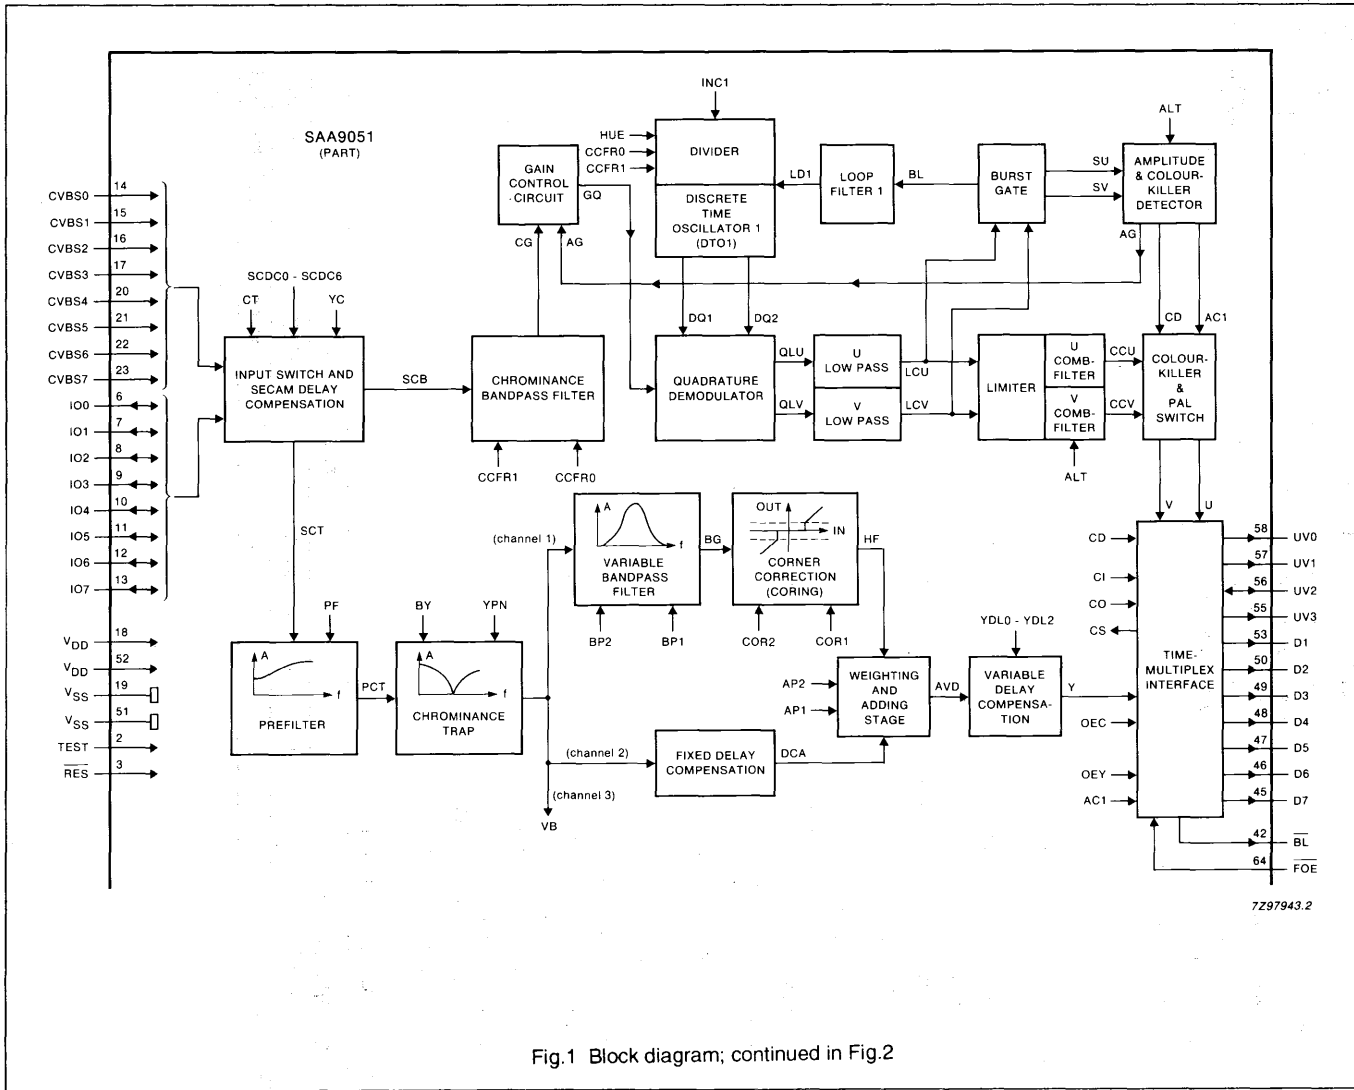 SAA9051
(PART)
CVBS0 14
CVBS1 15
CVBS2 16
CVBS3 17
CVBS4 20
CVBS5 21
CVBS6 22
CVBS7 23
IO0 6
IO1 7
IO2 8
IO3 9
IO4 10
IO5 11
IO6 12
IO7 13
VDD 18
VDD 52
VSS 19
VSS 51
TEST 2
RES 3
SCDC0 - SCDC6
CT
YC
INPUT SWITCH AND
SECAM DELAY
COMPENSATION
SCB
SCT
GAIN
CONTROL
CIRCUIT
GQ
CG
AG
CHROMINANCE
BANDPASS FILTER
CCFR1
CCFR0
INC1
HUE
CCFR0
CCFR1
DIVIDER
DISCRETE
TIME
OSCILLATOR 1
(DTO1)
LD1
LOOP
FILTER 1
BL
BURST
GATE
SU
SV
ALT
AMPLITUDE
& COLOUR-
KILLER
DETECTOR
AG
CD
AC1
DQ1
DQ2
QUADRATURE
DEMODULATOR
QLU
QLV
U
LOW PASS
V
LOW PASS
LCU
LCV
LIMITER
U
COMB-
FILTER
V
COMB-
FILTER
ALT
CCU
CCV
COLOUR-
KILLER
&
PAL
SWITCH
V
U
PF
A
f
PREFILTER
PCT
BY
YPN
A
f
CHROMINANCE
TRAP
(channel 1)
(channel 2)
(channel 3)
VB
A
f
VARIABLE
BANDPASS
FILTER
BP2
BP1
BG
OUT
IN
CORNER
CORRECTION
(CORING)
COR2
COR1
HF
FIXED DELAY
COMPENSATION
DCA
AP2
AP1
WEIGHTING
AND
ADDING
STAGE
AVD
YDL0 - YDL2
VARIABLE
DELAY
COMPENSA-
TION
Y
CD
CI
CO
CS
OEC
OEY
AC1
TIME-
MULTIPLEX
INTERFACE
58 UV0
57 UV1
56 UV2
55 UV3
53 D1
50 D2
49 D3
48 D4
47 D5
46 D6
45 D7
42 BL
64 FOE
7Z97943.2
Fig.1 Block diagram; continued in Fig.2